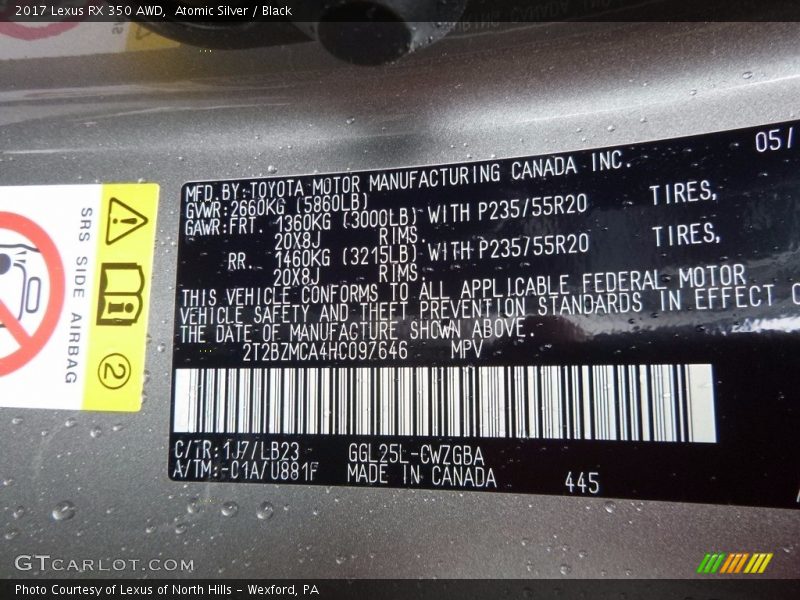 2017 Lexus RX 350 AWD, Atomic Silver / Black
05/
MFD.BY:TOYOTA MOTOR MANUFACTURING CANADA INC.
GVWR:2660KG (5860LB)
GAWR:FRT. 1360KG (3000LB) WITH P235/55R20 TIRES,
20X8J RIMS.
RR. 1460KG (3215LB) WITH P235/55R20 TIRES,
20X8J RIMS.
THIS VEHICLE CONFORMS TO ALL APPLICABLE FEDERAL MOTOR
VEHICLE SAFETY AND THEFT PREVENTION STANDARDS IN EFFECT O
THE DATE OF MANUFACTURE SHOWN ABOVE.
2T2BZMCA4HC097646 MPV
C/TR:1J7/LB23 GGL25L-CWZGBA
A/TM:-C1A/U881F MADE IN CANADA 445
SRS SIDE AIRBAG
2
GTCARLOT.COM
Photo Courtesy of Lexus of North Hills - Wexford, PA